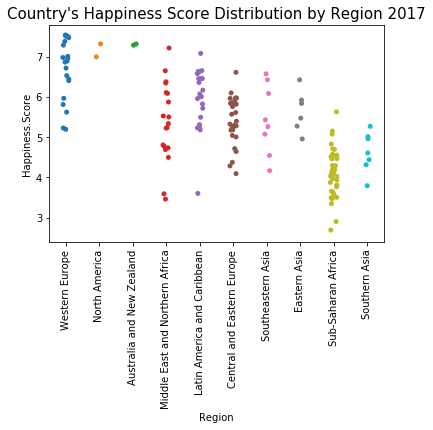 Country's Happiness Score Distribution by Region 2017
Happiness.Score
7
6
5
4
3
Western Europe
North America
Australia and New Zealand
Middle East and Northern Africa
Latin America and Caribbean
Central and Eastern Europe
Southeastern Asia
Eastern Asia
Sub-Saharan Africa
Southern Asia
Region